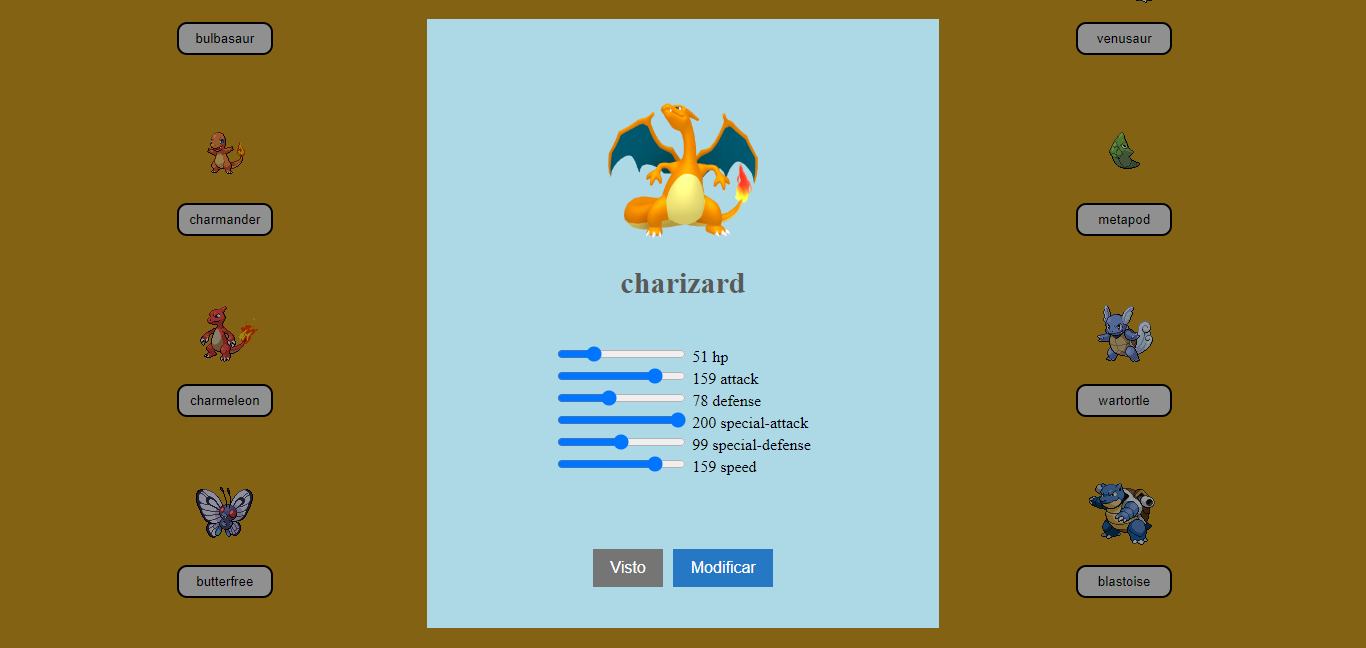 bulbasaur
venusaur
charmander
metapod
charizard
51 hp
159 attack
78 defense
charmeleon
wartortle
200 special-attack
99 special-defense
159 speed
Visto
Modificar
butterfree
blastoise